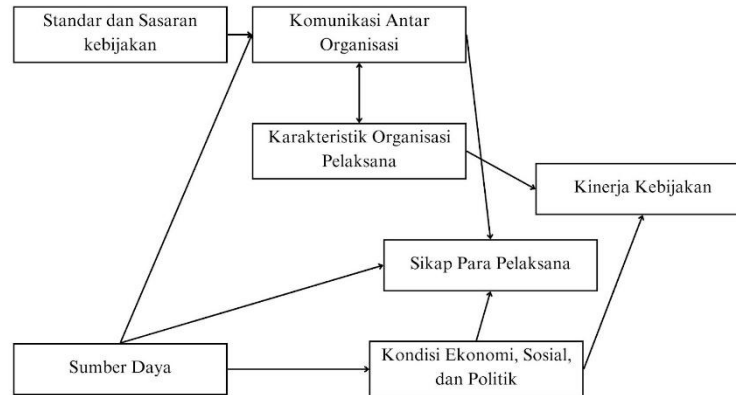 Standar dan Sasaran
kebijakan
Komunikasi Antar
Organisasi
Karakteristik Organisasi
Pelaksana
Kinerja Kebijakan
Sikap Para Pelaksana
Sumber Daya
Kondisi Ekonomi, Sosial,
dan Politik